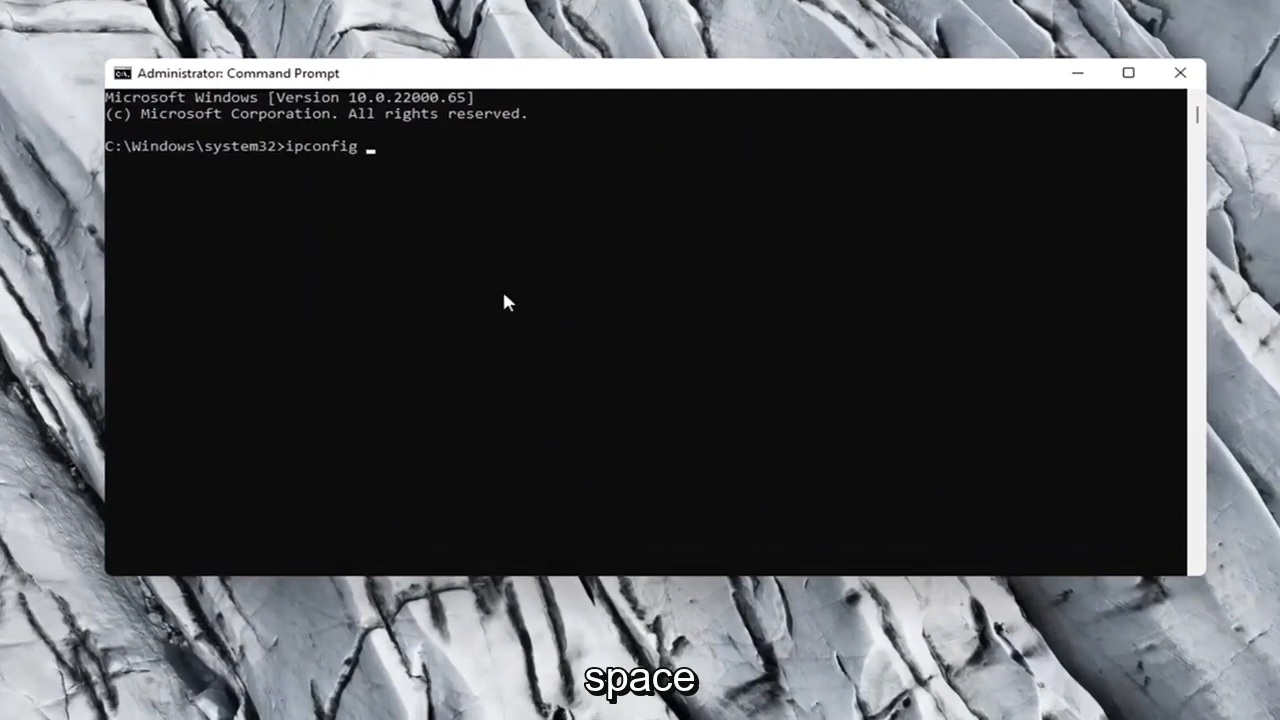 Administrator: Command Prompt
Microsoft Windows [Version 10.0.22000.65]
(c) Microsoft Corporation. All rights reserved.
C:\Windows\system32>ipconfig _
space